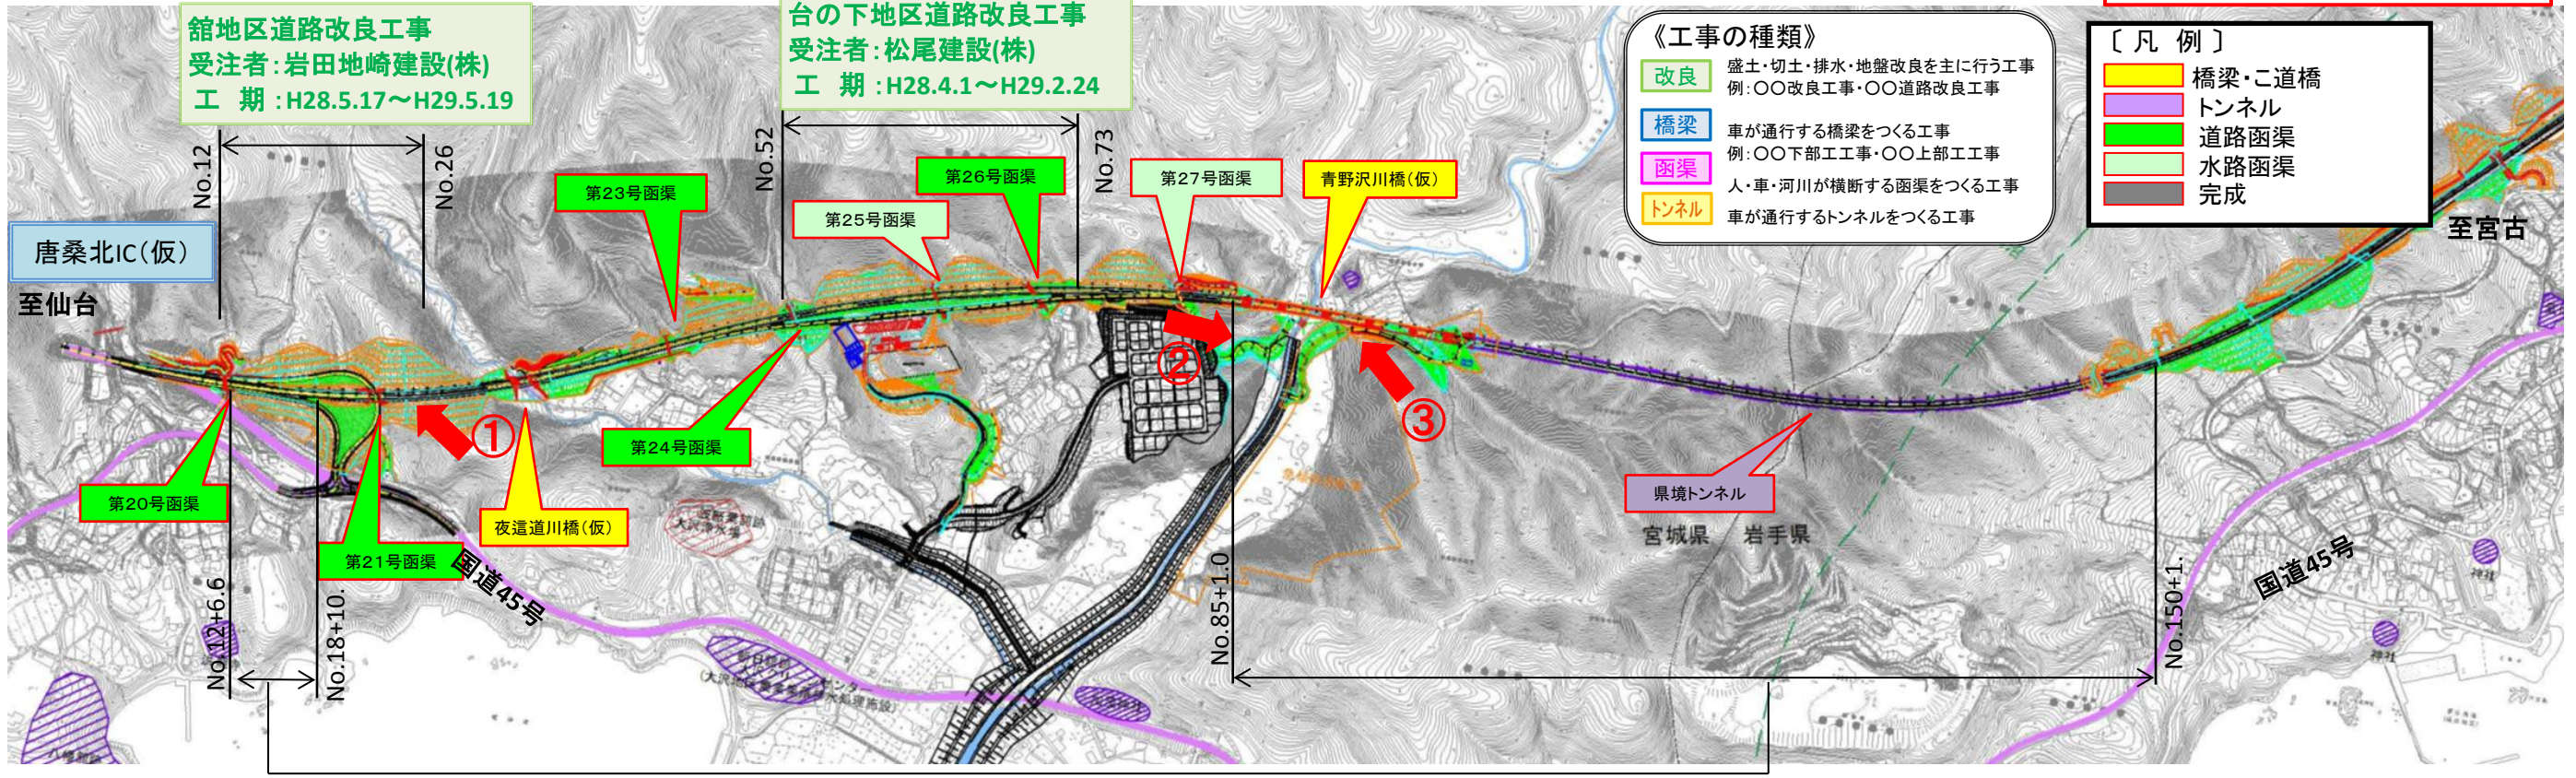 舘地区道路改良工事
受注者：岩田地崎建設(株)
工　期：H28.5.17～H29.5.19
台の下地区道路改良工事
受注者：松尾建設(株)
工　期：H28.4.1～H29.2.24
《工事の種類》
改良
盛土・切土・排水・地盤改良を主に行う工事
例：○○改良工事・○○道路改良工事
橋梁
車が通行する橋梁をつくる工事
例：○○下部工工事・○○上部工工事
函渠
人・車・河川が横断する函渠をつくる工事
トンネル
車が通行するトンネルをつくる工事
〔 凡 例 〕
橋梁・こ道橋
トンネル
道路函渠
水路函渠
完成
至宮古
唐桑北IC（仮）
至仙台
No.12
No.26
No.52
No.73
第23号函渠
第25号函渠
第26号函渠
第27号函渠
青野沢川橋(仮)
①
②
③
第20号函渠
第21号函渠
夜這道川橋(仮)
第24号函渠
県境トンネル
宮城県
岩手県
国道45号
国道45号
No.12+6.6
No.18+10.
No.85+1.0
No.150+1.
神社
神社